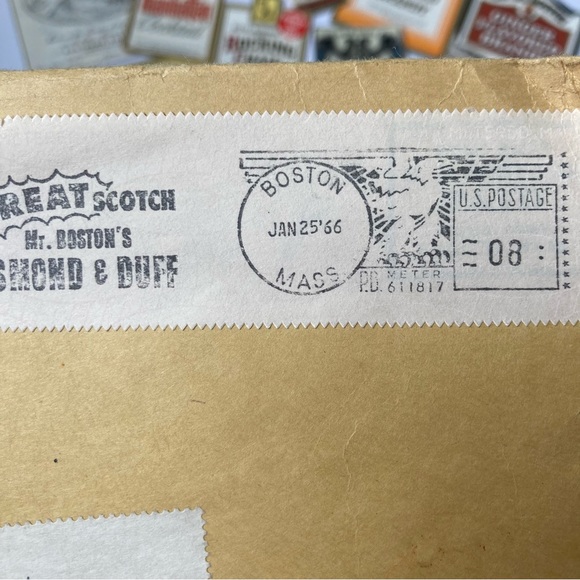 REAT SCOTCH
Mr. BOSTON'S
SMOND & DUFF
BOSTON
JAN 25 '66
MASS
P.B. METER
P.B. 611817
U.S. POSTAGE
08